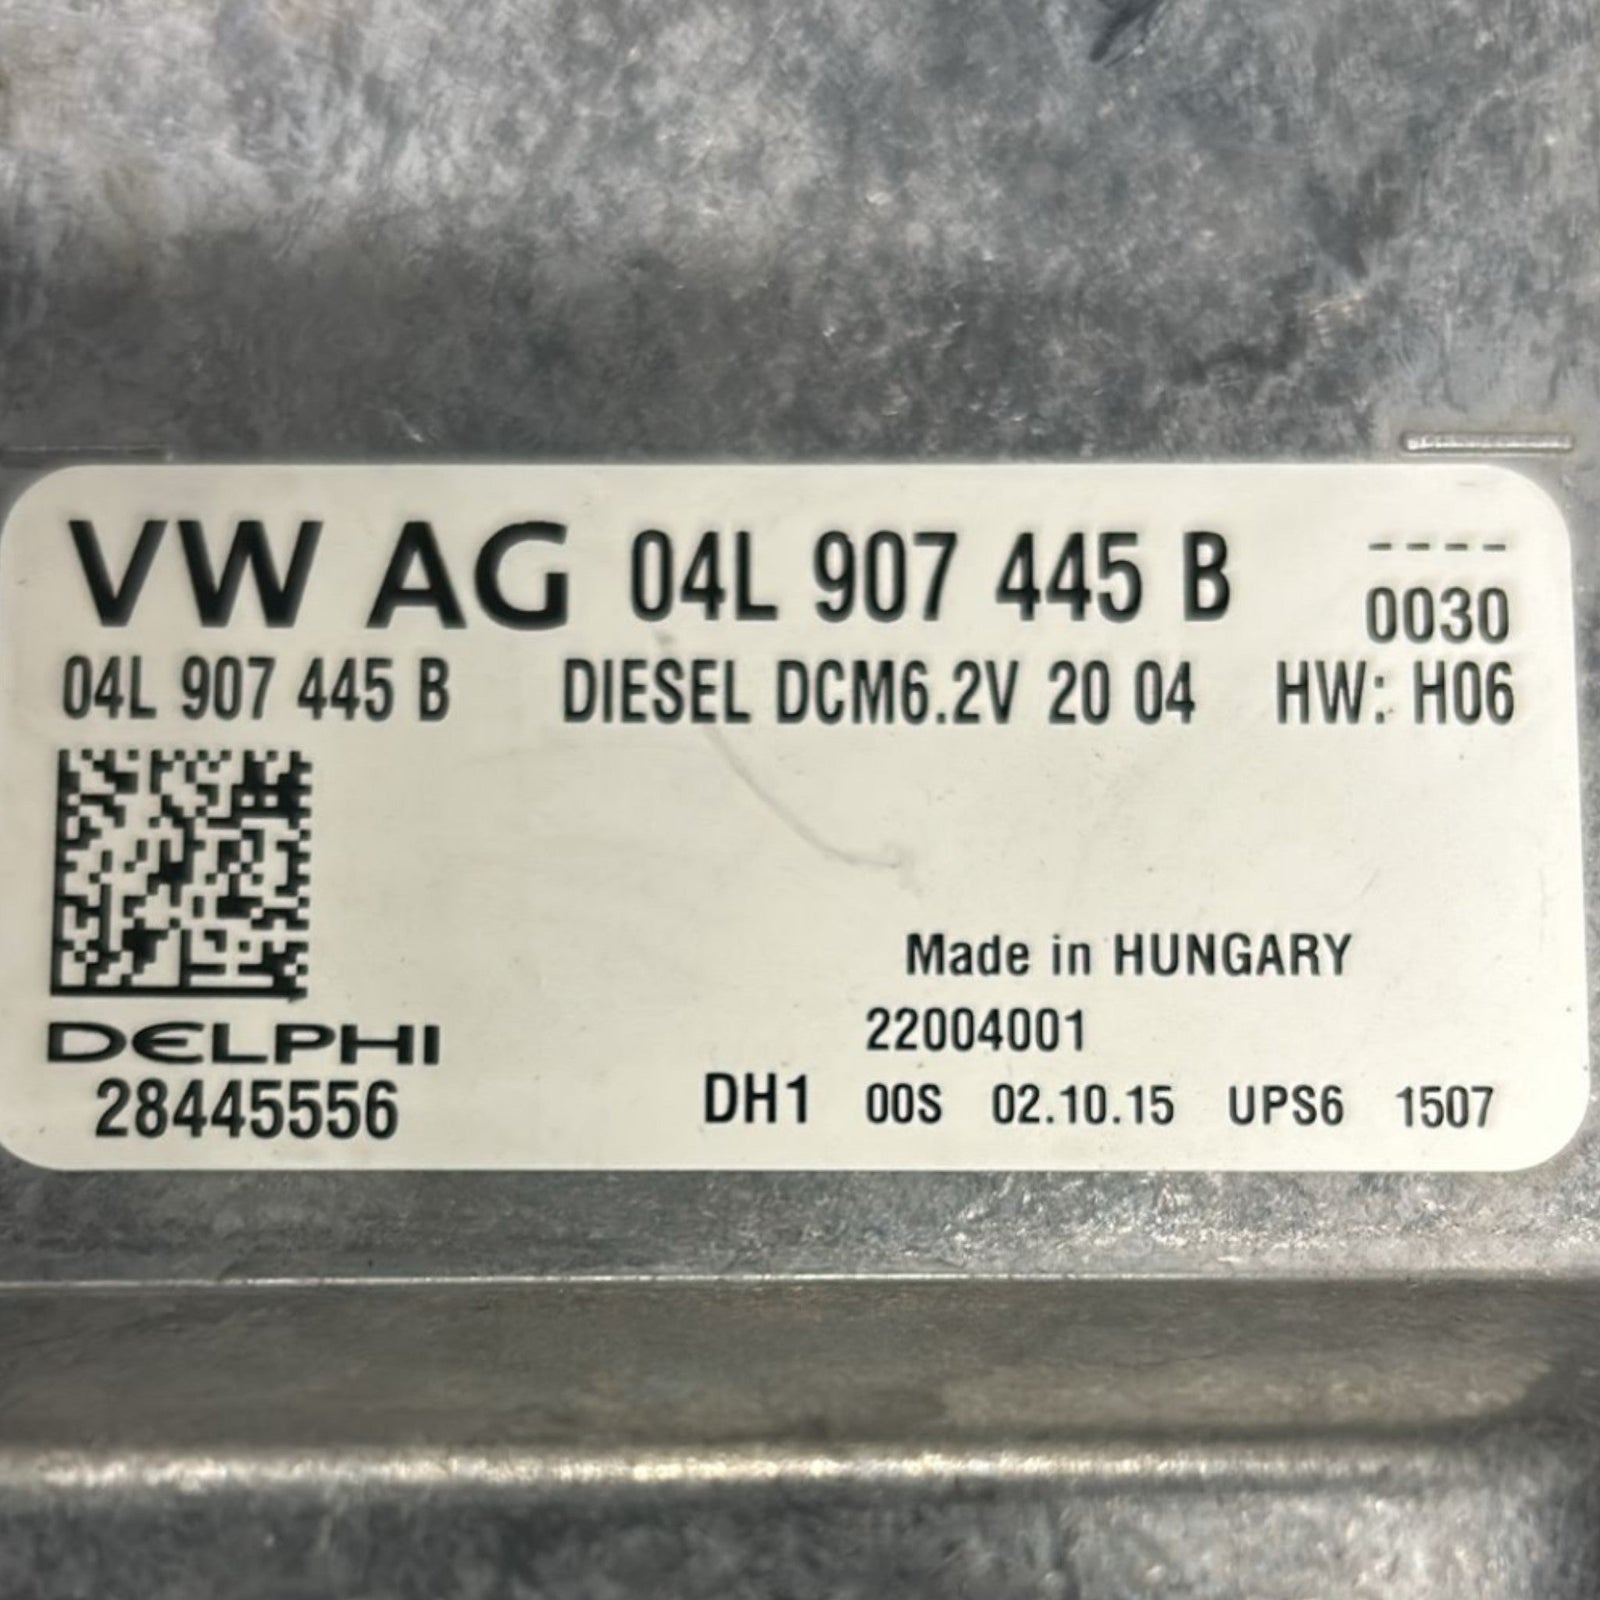 VW AG 04L 907 445 B ----
0030
04L 907 445 B DIESEL DCM6.2V 20 04 HW: H06
Made in HUNGARY
DELPHI 22004001
28445556 DH1 00S 02.10.15 UPS6 1507